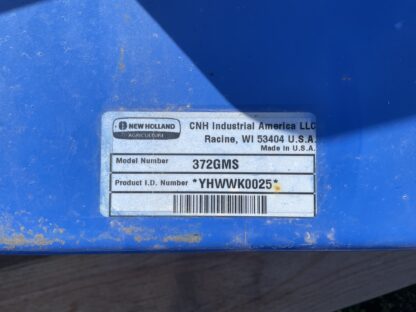 NEW HOLLAND
AGRICULTURE
CNH Industrial America LLC
Racine, WI 53404 U.S.A.
Made in U.S.A.
Model Number 372GMS
Product I.D. Number *YHWWK0025*